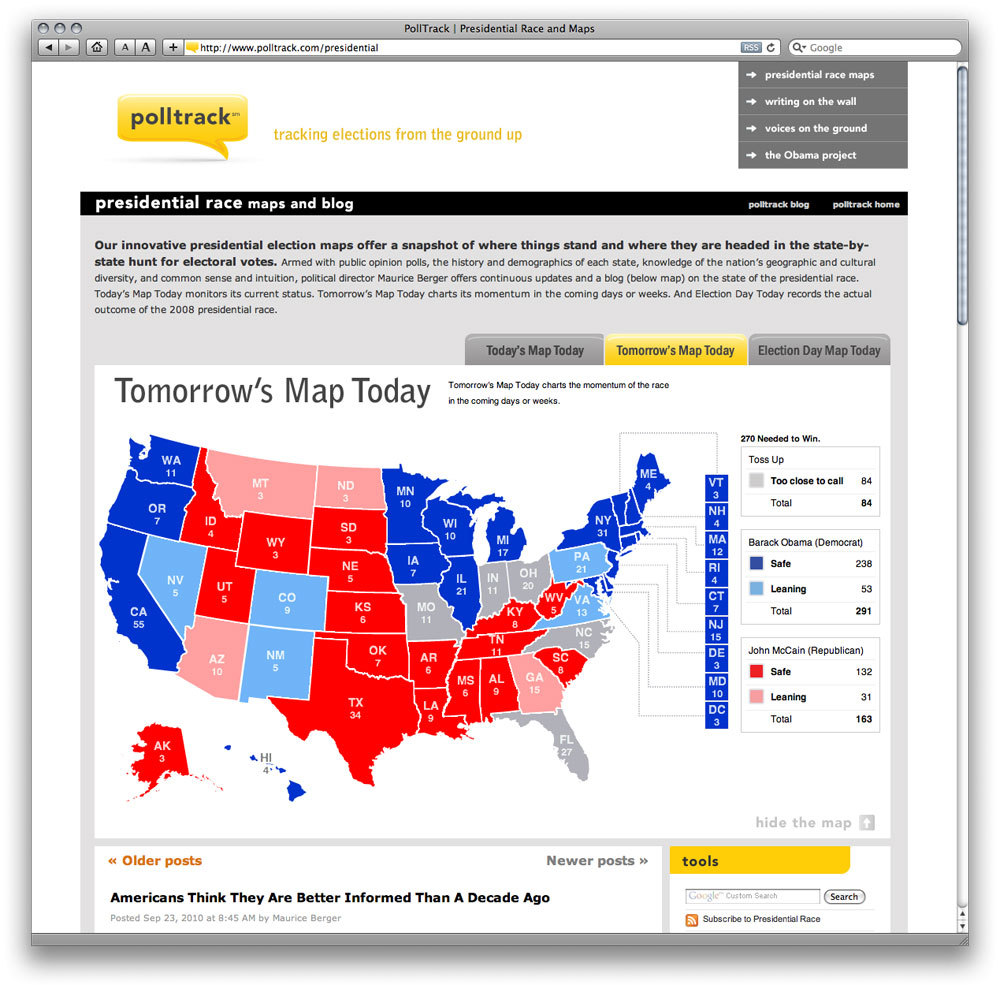 PollTrack | Presidential Race and Maps
A A + http://www.polltrack.com/presidential RSS Google
presidential race maps
writing on the wall
voices on the ground
the Obama project
polltrack℠
tracking elections from the ground up
presidential race maps and blog polltrack blog polltrack home
Our innovative presidential election maps offer a snapshot of where things stand and where they are headed in the state-by-
state hunt for electoral votes. Armed with public opinion polls, the history and demographics of each state, knowledge of the nation's geographic and cultural
diversity, and common sense and intuition, political director Maurice Berger offers continuous updates and a blog (below map) on the state of the presidential race.
Today's Map Today monitors its current status. Tomorrow's Map Today charts its momentum in the coming days or weeks. And Election Day Today records the actual
outcome of the 2008 presidential race.
Today's Map Today Tomorrow's Map Today Election Day Map Today
Tomorrow's Map Today
Tomorrow's Map Today charts the momentum of the race
in the coming days or weeks.
WA
11
OR
7
ID
4
MT
3
ND
3
MN
10
WI
10
MI
17
NY
31
ME
4
WY
3
SD
3
IA
7
NE
5
NV
5
UT
5
CO
9
CA
55
AZ
10
NM
5
KS
6
OK
7
TX
34
MO
11
AR
6
LA
9
IL
21
IN
11
OH
20
PA
21
WV
5
VA
13
KY
8
TN
11
NC
15
SC
8
MS
6
AL
9
GA
15
FL
27
AK
3
HI
4
VT
3
NH
4
MA
12
RI
4
CT
7
NJ
15
DE
3
MD
10
DC
3
270 Needed to Win.
Toss Up
Too close to call 84
Total 84
Barack Obama (Democrat)
Safe 238
Leaning 53
Total 291
John McCain (Republican)
Safe 132
Leaning 31
Total 163
hide the map
« Older posts Newer posts »
Americans Think They Are Better Informed Than A Decade Ago
Posted Sep 23, 2010 at 8:45 AM by Maurice Berger
tools
Google™ Custom Search Search
Subscribe to Presidential Race